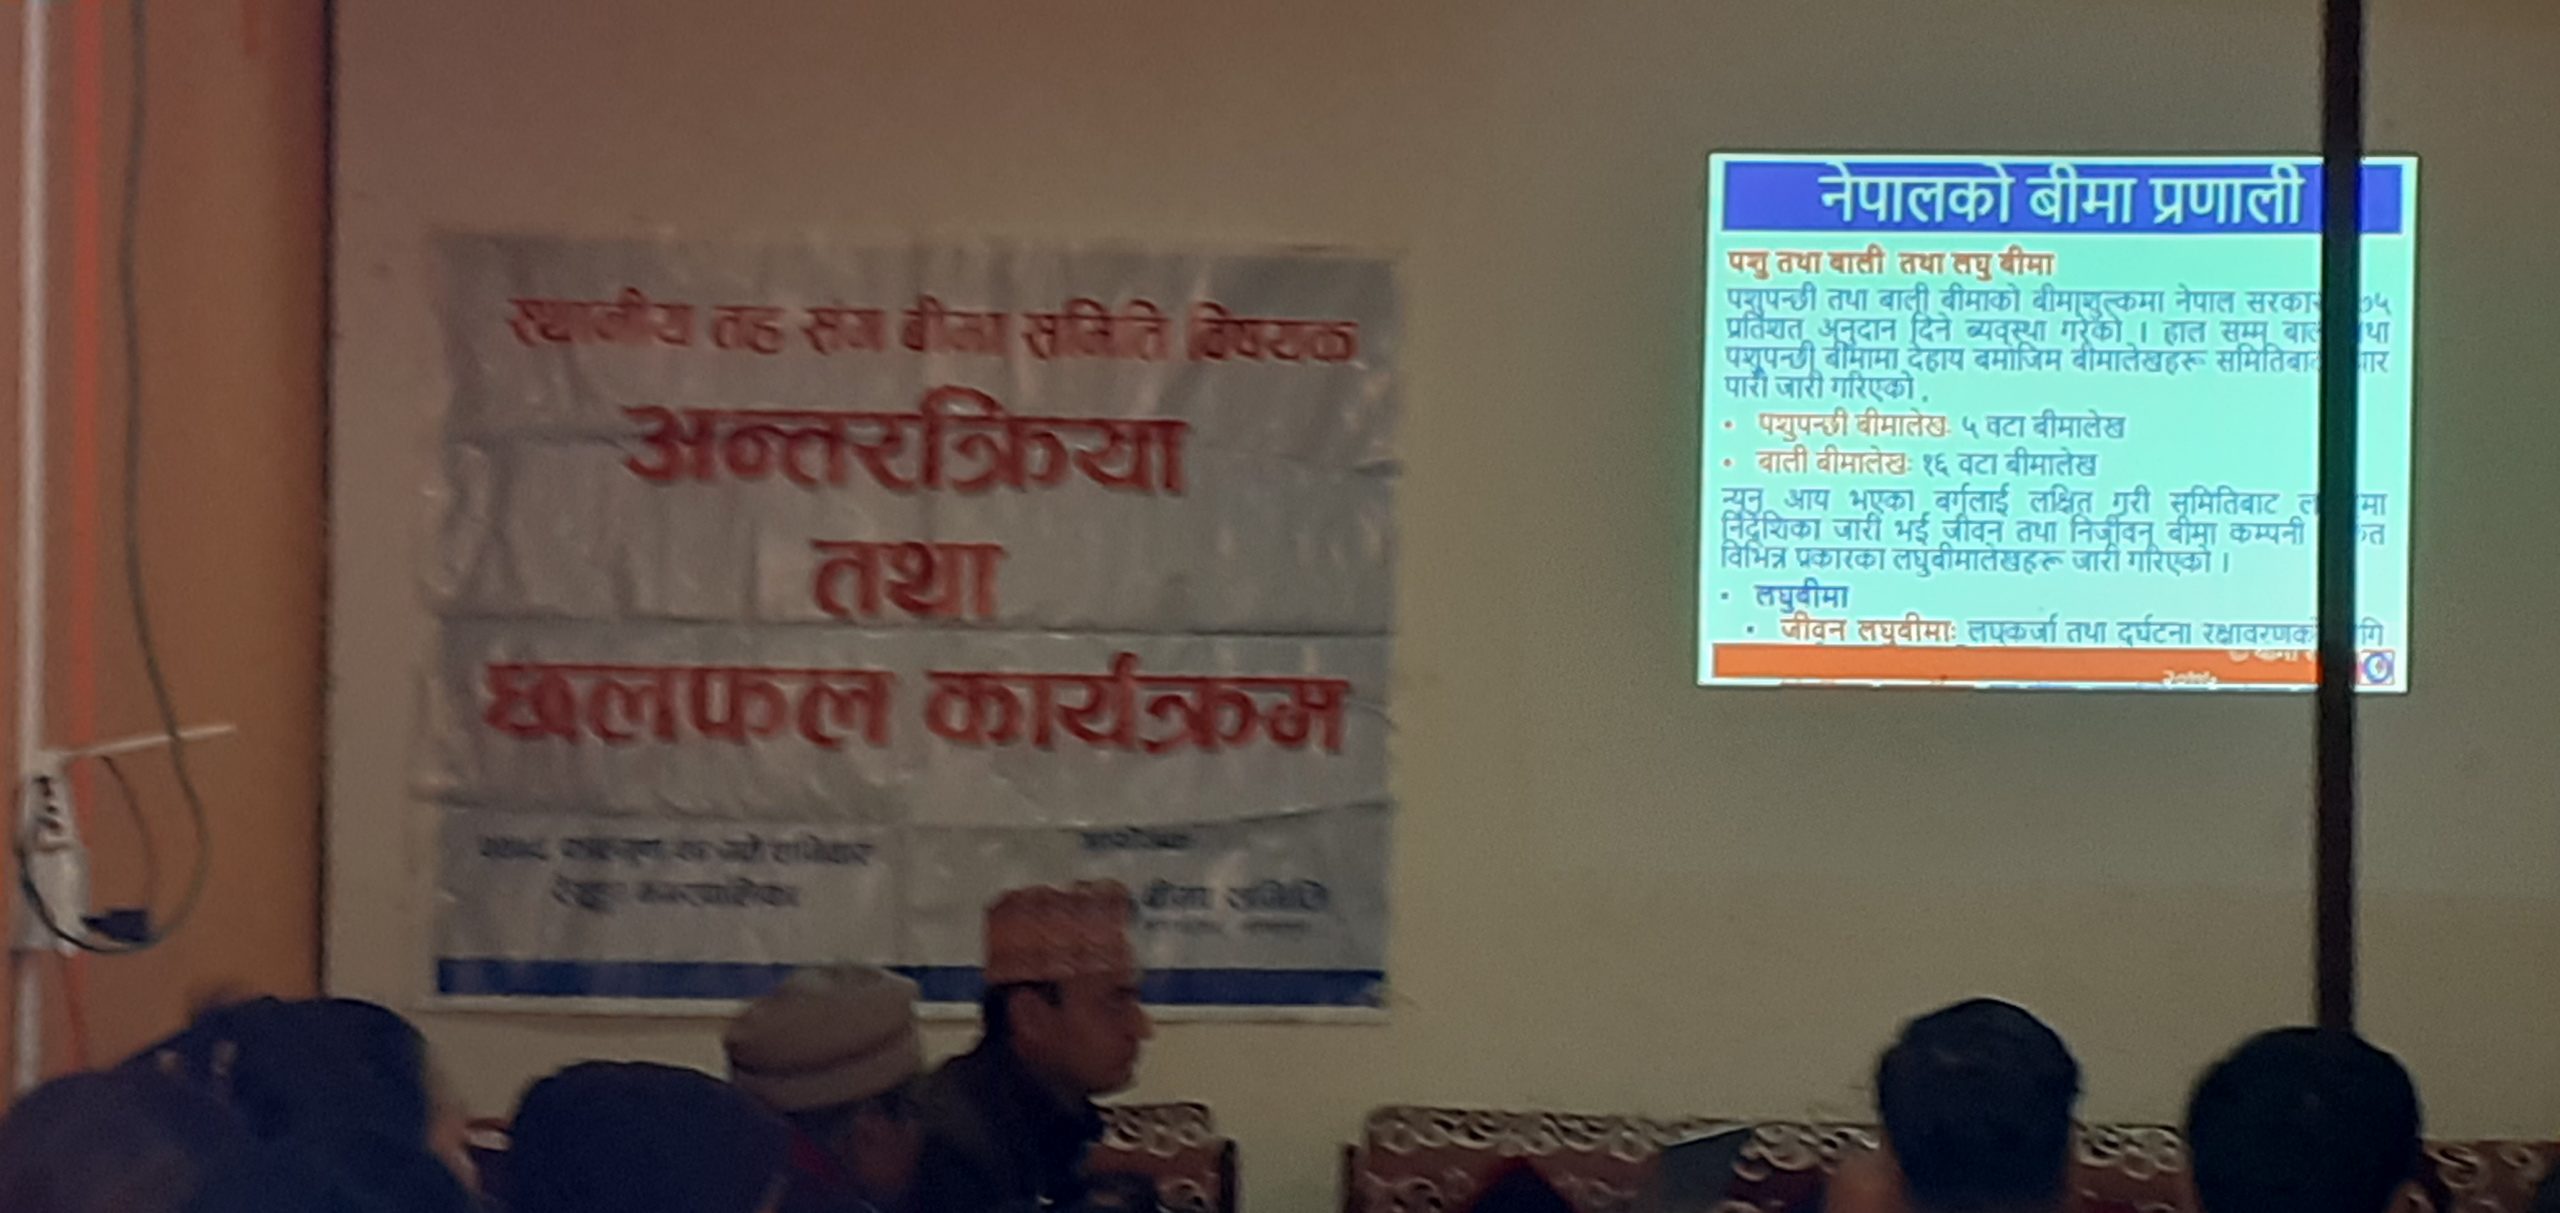 स्थानीय तह संग बीमा समिति विषयक
अन्तरक्रिया
तथा
छलफल कार्यक्रम
बीमा समिति
नेपालको बीमा प्रणाली
पशु तथा बाली तथा लघु बीमा
पशुपन्छी तथा बाली बीमाको बीमाशुल्कमा नेपाल सरकार ७५
प्रतिशत अनुदान दिने व्यवस्था गरेको । हाल सम्म
पशुपन्छी बीमामा देहाय बमोजिम बीमालेखहरू
पारी जारी गरिएको .
• पशुपन्छी बीमालेखः ५ वटा बीमालेख
• बाली बीमालेखः १६ वटा बीमालेख
न्यून आय भएका बर्गलाई लक्षित गरी समितिबाट
निर्देशिका जारी भई जीवन तथा निर्जीवन बीमा कम्पनी
विभिन्न प्रकारका लघुबीमालेखहरू जारी गरिएको ।
• लघुबीमा
• जीवन लघुबीमाः लघुकर्जा तथा दुर्घटना